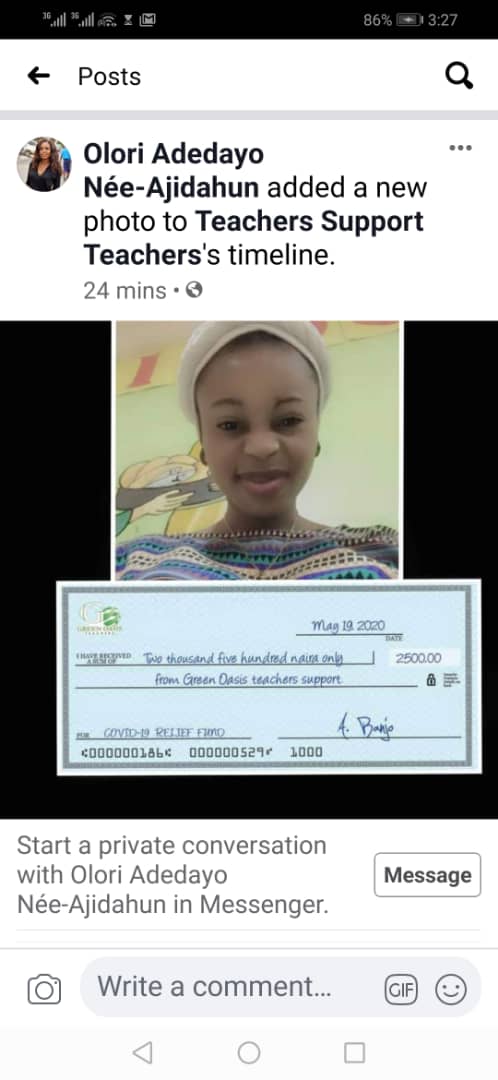 3G 3G 86% 3:27
Posts
Olori Adedayo
Née-Ajidahun added a new
photo to Teachers Support
Teachers's timeline.
24 mins
GREEN OASIS
May 19 2020
DATE
I HAVE RECEIVED
A SUM OF
Two thousand five hundred naira only
2500.00
from Green Oasis teachers support
FOR COVID-19 RELIEF FUND
A. Banjo
000000186 000000529 1000
Start a private conversation
with Olori Adedayo
Née-Ajidahun in Messenger.
Message
Write a comment...
GIF